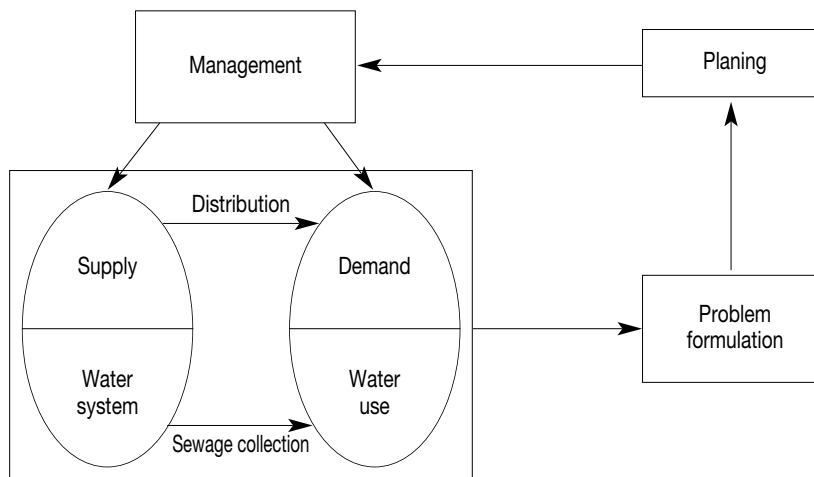 Management
Planing
Distribution
Supply
Demand
Problem
formulation
Water
system
Water
use
Sewage collection